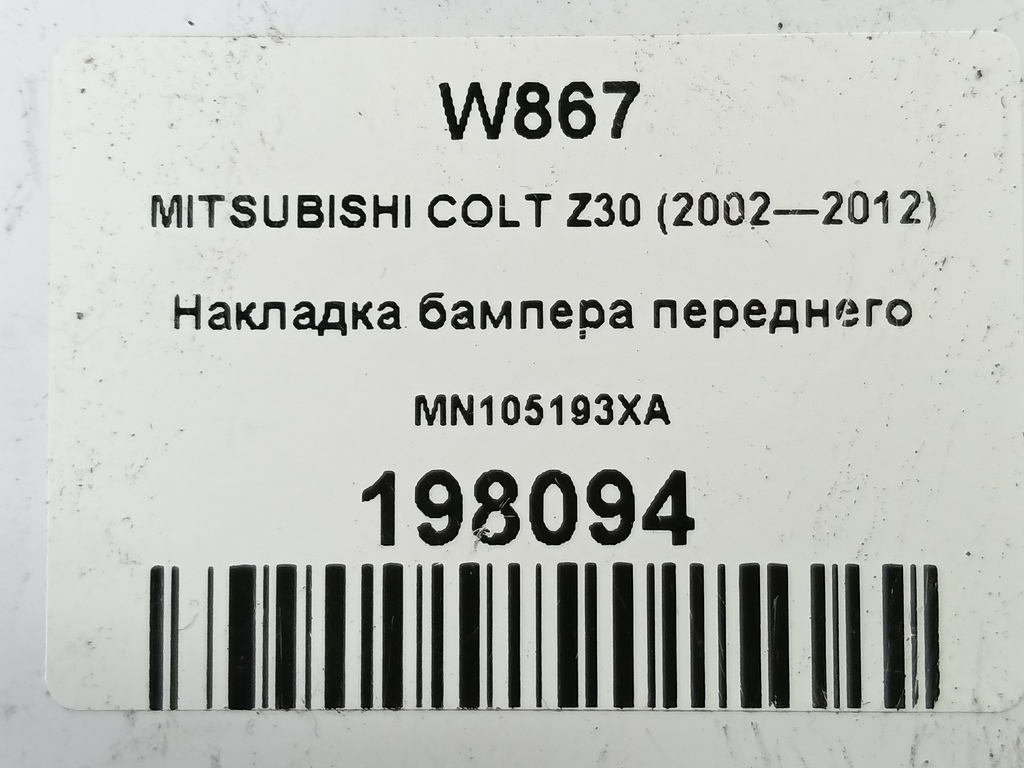 W867
MITSUBISHI COLT Z30 (2002—2012)
Накладка бампера переднего
MN105193XA
198094